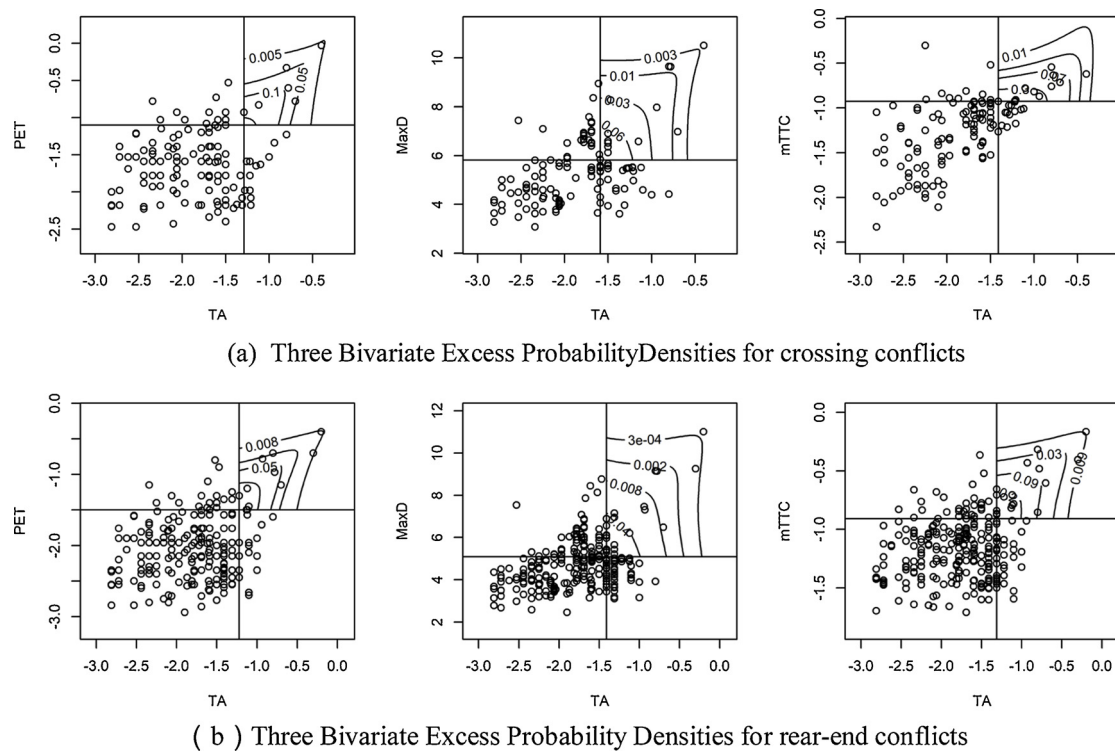 PET
0.0
-0.5
-1.5
-2.5
0.005
0.05
0.1
-3.0 -2.5 -2.0 -1.5 -1.0 -0.5
TA
MaxD
10
8
6
4
2
0.003
0.01
0.03
0.06
-3.0 -2.5 -2.0 -1.5 -1.0 -0.5
TA
mTTC
0.0
-0.5
-1.0
-1.5
-2.0
-2.5
0.01
-3.0 -2.5 -2.0 -1.5 -1.0 -0.5
TA
(a) Three Bivariate Excess ProbabilityDensities for crossing conflicts
PET
0.0
-1.0
-2.0
-3.0
0.008
0.05
-3.0 -2.5 -2.0 -1.5 -1.0 -0.5 0.0
TA
MaxD
12
10
8
6
4
2
3e-04
0.002
0.008
-3.0 -2.5 -2.0 -1.5 -1.0 -0.5 0.0
TA
mTTC
0.0
-0.5
-1.0
-1.5
0.03
0.009
0.09
-3.0 -2.5 -2.0 -1.5 -1.0 -0.5 0.0
TA
( b ) Three Bivariate Excess Probability Densities for rear-end conflicts